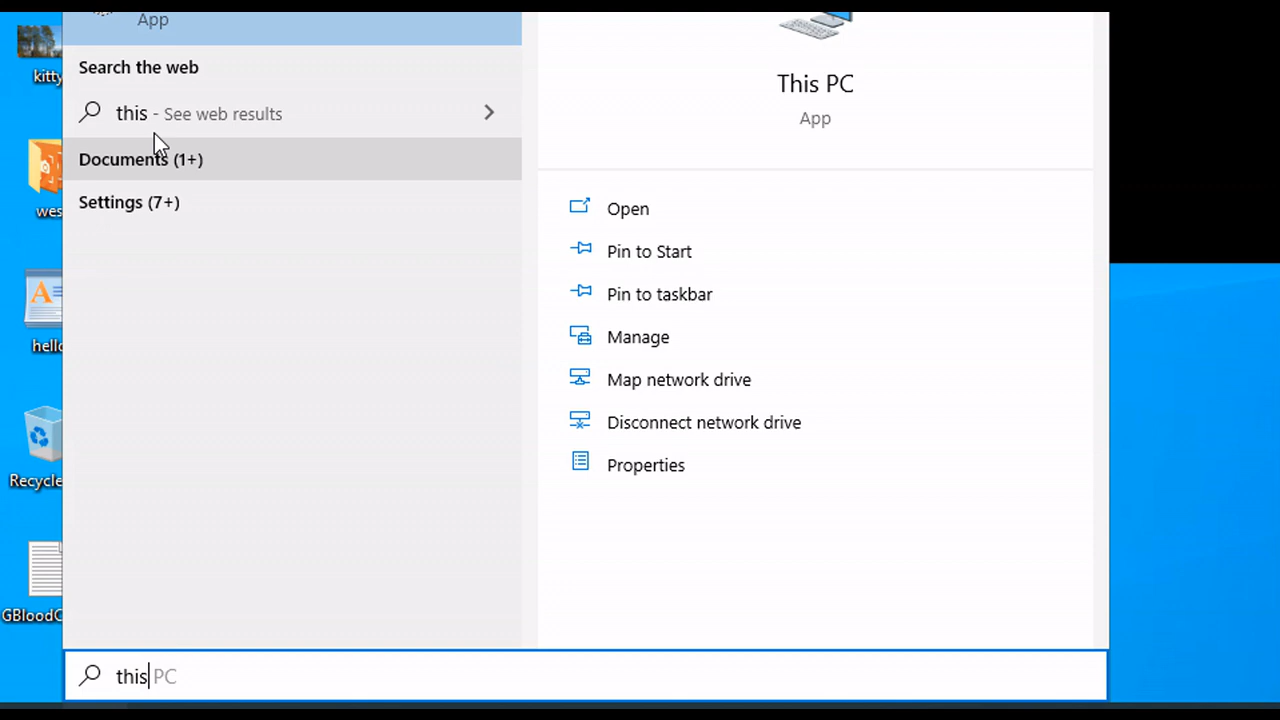 App
Search the web
this - See web results
Documents (1+)
Settings (7+)
This PC
App
Open
Pin to Start
Pin to taskbar
Manage
Map network drive
Disconnect network drive
Properties
kitty
wes
hello
Recycle
GBloodC
this PC